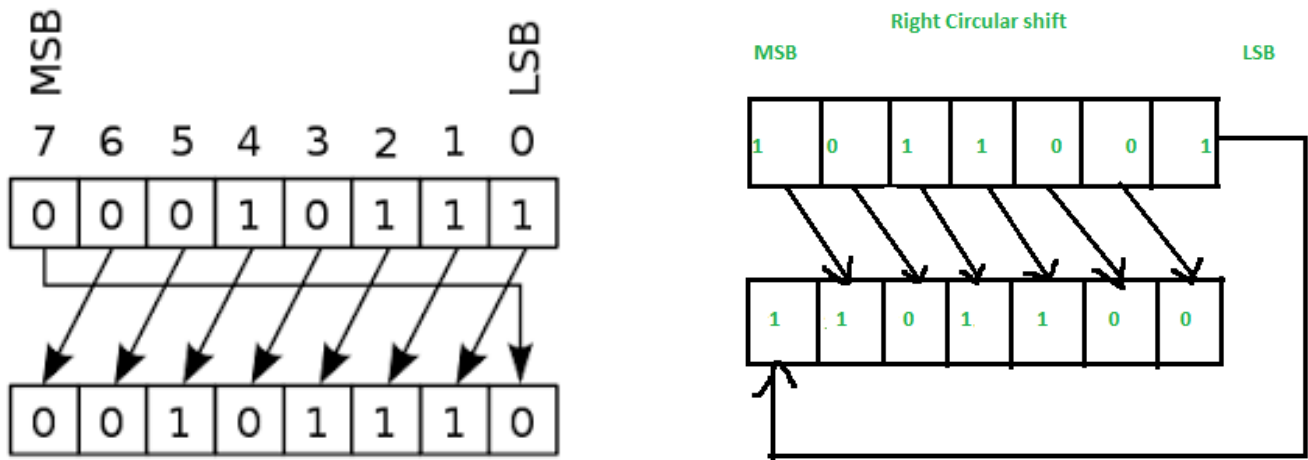 MSB LSB
7 6 5 4 3 2 1 0
0 0 0 1 0 1 1 1
0 0 1 0 1 1 1 0
Right Circular shift
MSB LSB
1 0 1 1 0 0 1
1 1 0 1 1 0 0